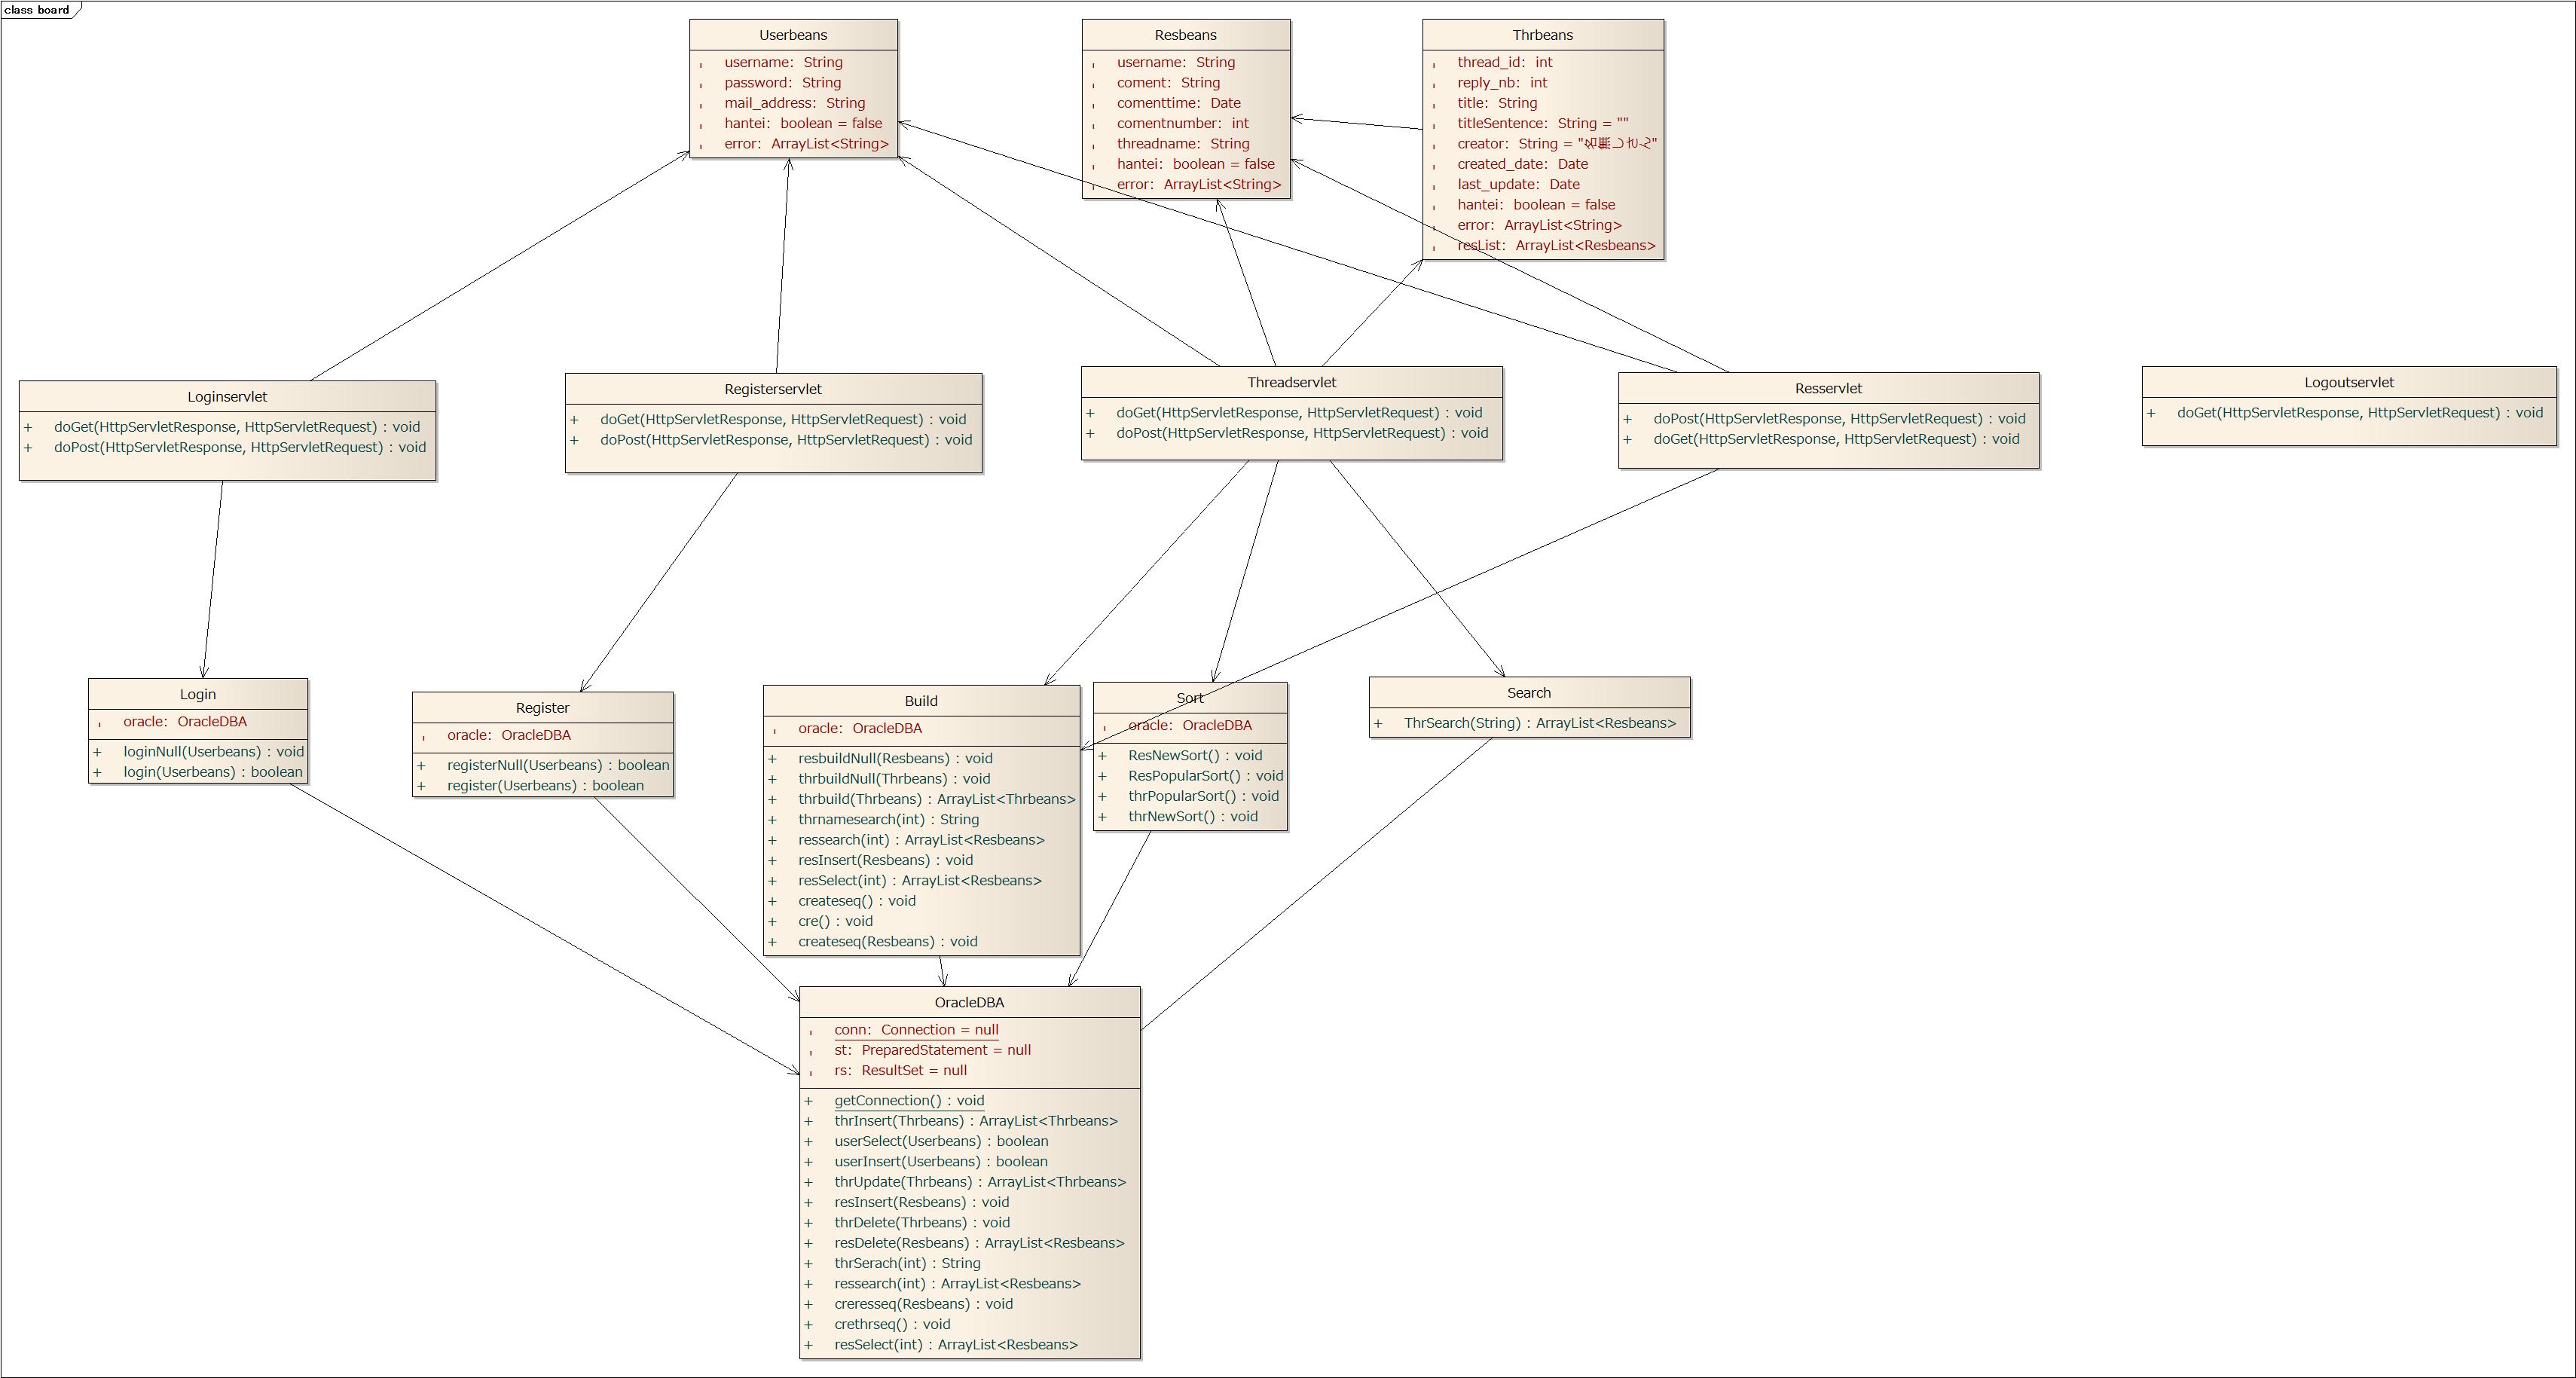 class board
Userbeans
username: String
password: String
mail_address: String
hantei: boolean = false
error: ArrayList<String>
Resbeans
username: String
coment: String
comenttime: Date
comentnumber: int
threadname: String
hantei: boolean = false
error: ArrayList<String>
Thrbeans
thread_id: int
reply_nb: int
title: String
titleSentence: String = ""
creator: String = "名無しさん"
created_date: Date
last_update: Date
hantei: boolean = false
error: ArrayList<String>
resList: ArrayList<Resbeans>
Loginservlet
+ doGet(HttpServletResponse, HttpServletRequest) : void
+ doPost(HttpServletResponse, HttpServletRequest) : void
Registerservlet
+ doGet(HttpServletResponse, HttpServletRequest) : void
+ doPost(HttpServletResponse, HttpServletRequest) : void
Threadservlet
+ doGet(HttpServletResponse, HttpServletRequest) : void
+ doPost(HttpServletResponse, HttpServletRequest) : void
Resservlet
+ doPost(HttpServletResponse, HttpServletRequest) : void
+ doGet(HttpServletResponse, HttpServletRequest) : void
Logoutservlet
+ doGet(HttpServletResponse, HttpServletRequest) : void
Login
oracle: OracleDBA
+ loginNull(Userbeans) : void
+ login(Userbeans) : boolean
Register
oracle: OracleDBA
+ registerNull(Userbeans) : boolean
+ register(Userbeans) : boolean
Build
oracle: OracleDBA
+ resbuildNull(Resbeans) : void
+ thrbuildNull(Thrbeans) : void
+ thrbuild(Thrbeans) : ArrayList<Thrbeans>
+ thrnamesearch(int) : String
+ ressearch(int) : ArrayList<Resbeans>
+ resInsert(Resbeans) : void
+ resSelect(int) : ArrayList<Resbeans>
+ createseq() : void
+ cre() : void
+ createseq(Resbeans) : void
Sort
oracle: OracleDBA
+ ResNewSort() : void
+ ResPopularSort() : void
+ thrPopularSort() : void
+ thrNewSort() : void
Search
+ ThrSearch(String) : ArrayList<Resbeans>
OracleDBA
conn: Connection = null
st: PreparedStatement = null
rs: ResultSet = null
+ getConnection() : void
+ thrInsert(Thrbeans) : ArrayList<Thrbeans>
+ userSelect(Userbeans) : boolean
+ userInsert(Userbeans) : boolean
+ thrUpdate(Thrbeans) : ArrayList<Thrbeans>
+ resInsert(Resbeans) : void
+ thrDelete(Thrbeans) : void
+ resDelete(Resbeans) : ArrayList<Resbeans>
+ thrSerach(int) : String
+ ressearch(int) : ArrayList<Resbeans>
+ creresseq(Resbeans) : void
+ crethrseq() : void
+ resSelect(int) : ArrayList<Resbeans>